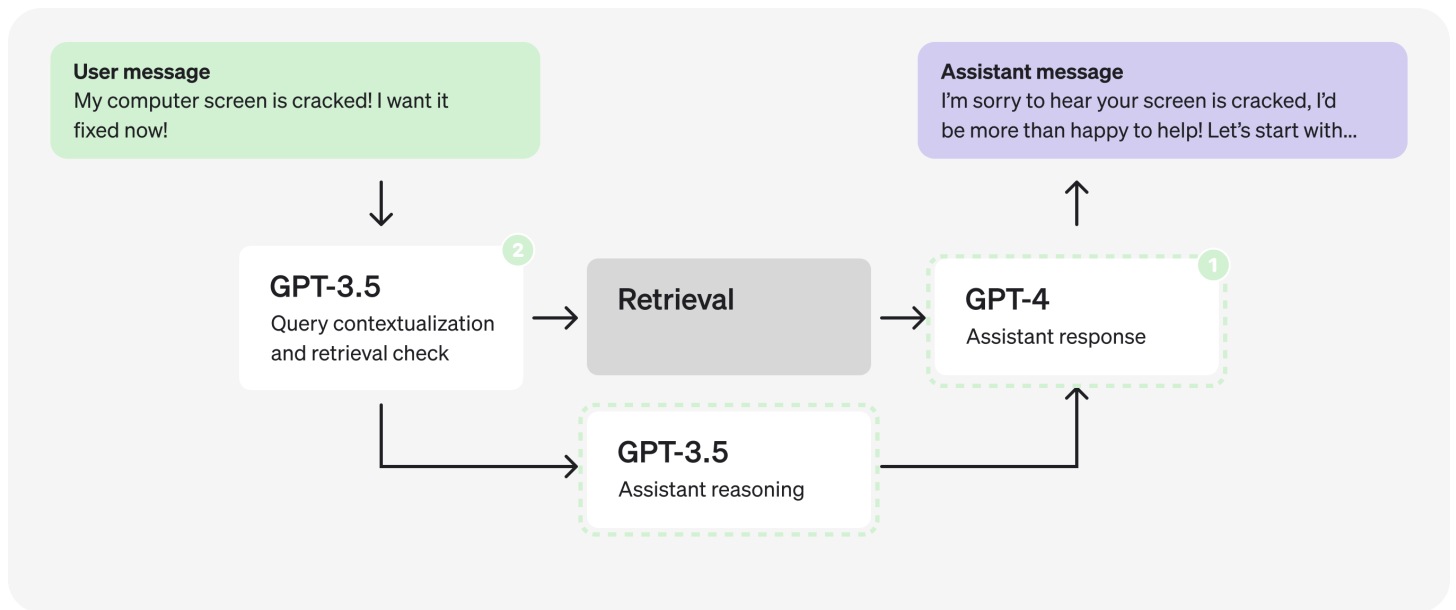 User message
My computer screen is cracked! I want it
fixed now!
Assistant message
I’m sorry to hear your screen is cracked, I’d
be more than happy to help! Let’s start with...
2
GPT-3.5
Query contextualization
and retrieval check
Retrieval
1
GPT-4
Assistant response
GPT-3.5
Assistant reasoning